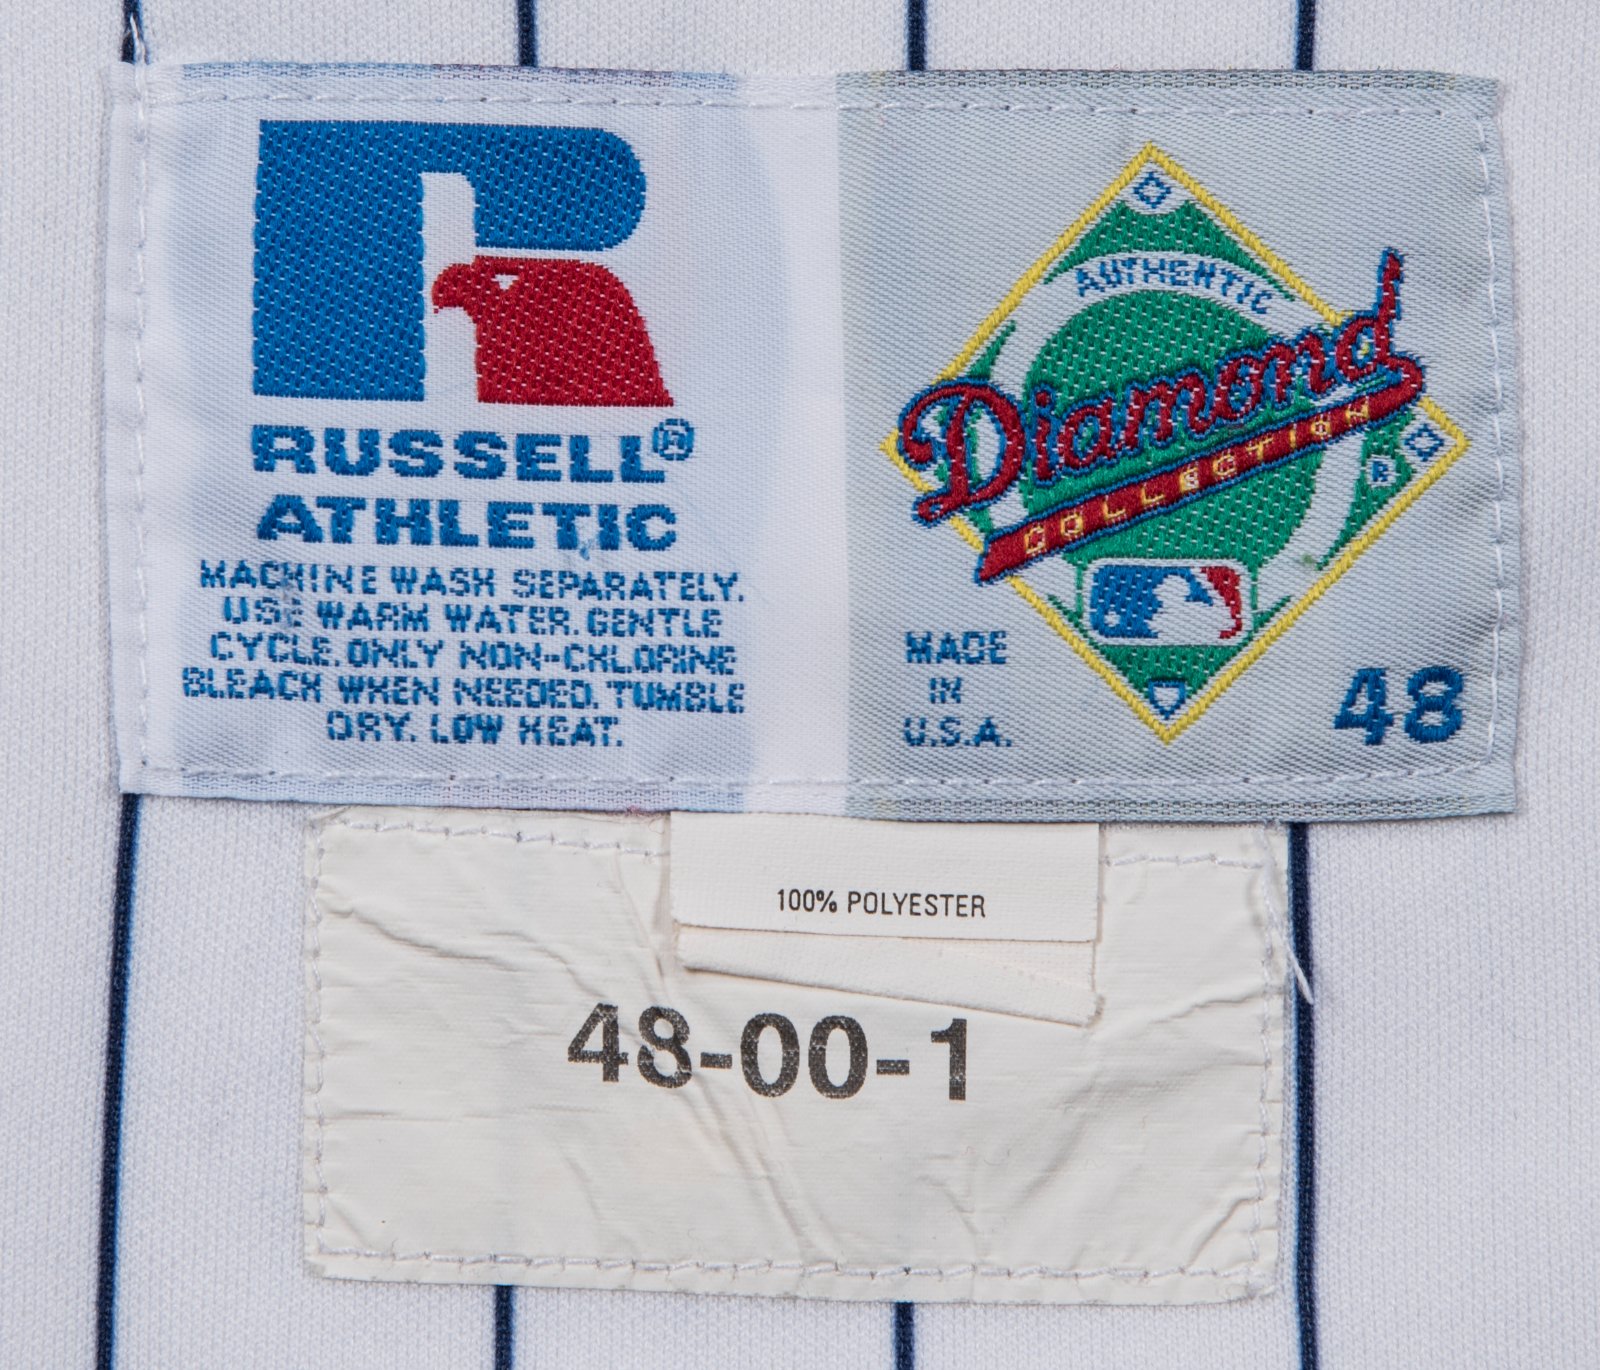 RUSSELL®
ATHLETIC
MACHINE WASH SEPARATELY.
USE WARM WATER. GENTLE
CYCLE. ONLY NON-CHLORINE
BLEACH WHEN NEEDED. TUMBLE
DRY. LOW HEAT.
AUTHENTIC
Diamond
COLLECTION
R
MADE
IN
U.S.A.
48
100% POLYESTER
48-00-1